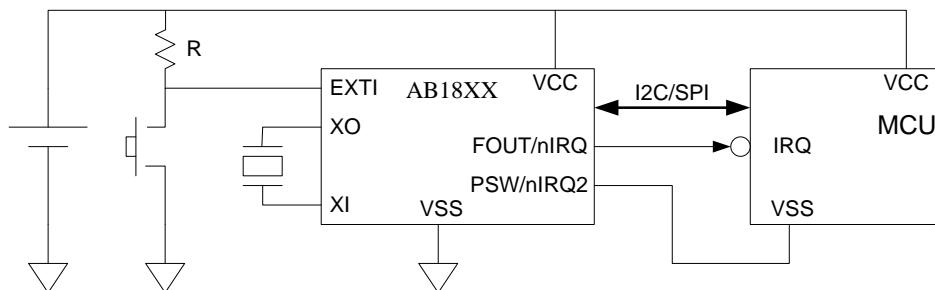 R
EXTI
AB18XX
VCC
I2C/SPI
VCC
MCU
XO
FOUT/nIRQ
IRQ
PSW/nIRQ2
XI
VSS
VSS